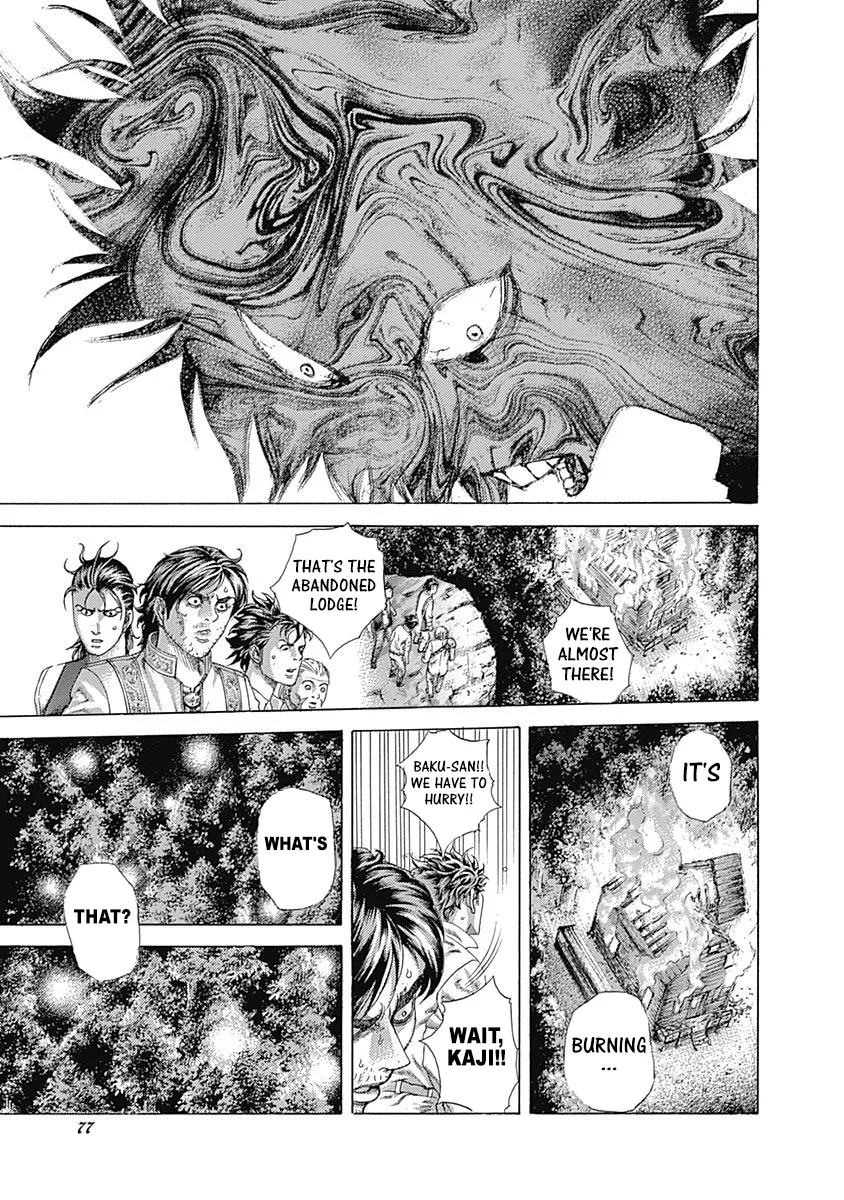 WE'RE
ALMOST
THERE!
THAT'S THE
ABANDONED
LODGE!
IT'S
BURNING
...
BAKU-SAN!!
WE HAVE TO
HURRY!!
WAIT,
KAJI!!
WHAT'S
THAT?
77